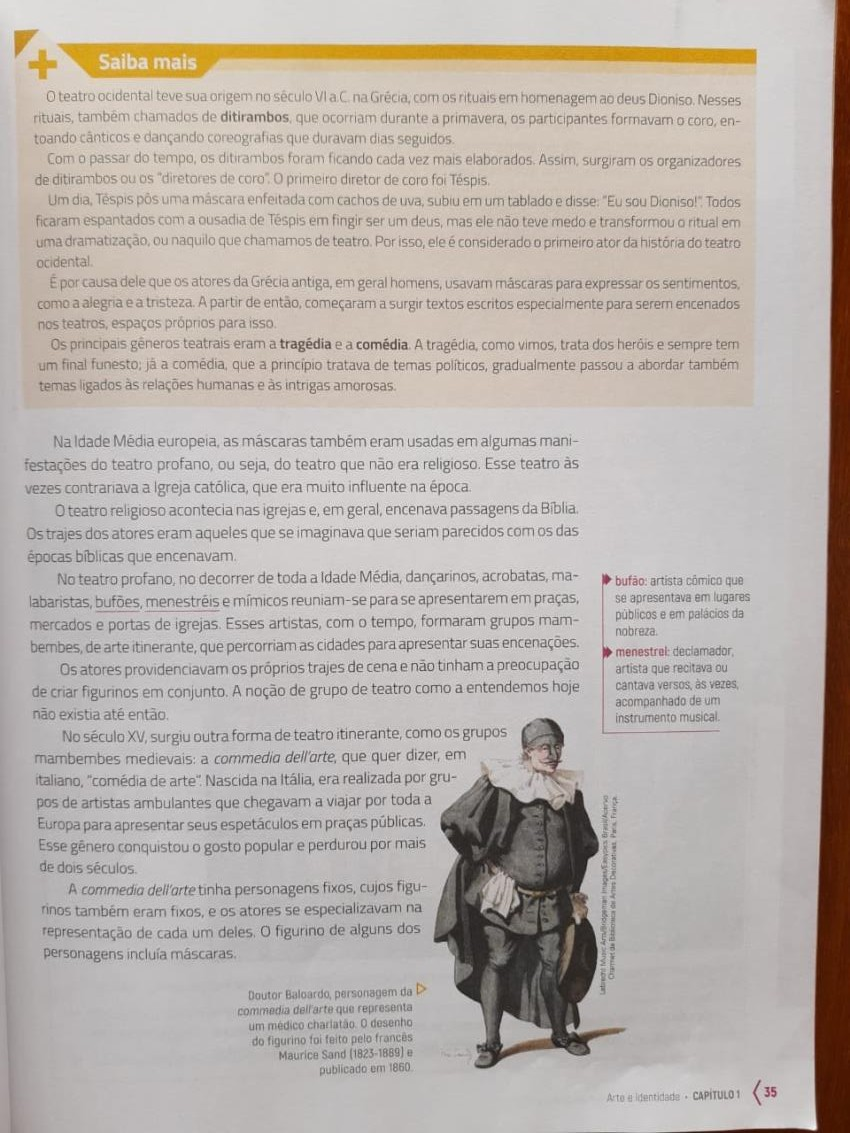 Saiba mais
O teatro ocidental teve sua origem no século VI a.C. na Grécia, com os rituais em homenagem ao deus Dioniso. Nesses
rituais, também chamados de ditirambos, que ocorriam durante a primavera, os participantes formavam o coro, en-
toando cânticos e dançando coreografias que duravam dias seguidos.
Com o passar do tempo, os ditirambos foram ficando cada vez mais elaborados. Assim, surgiram os organizadores
de ditirambos ou os "diretores de coro". O primeiro diretor de coro foi Téspis.
Um dia, Téspis pôs uma máscara enfeitada com cachos de uva, subiu em um tablado e disse: "Eu sou Dioniso!". Todos
ficaram espantados com a ousadia de Téspis em fingir ser um deus, mas ele não teve medo e transformou o ritual em
uma dramatização, ou naquilo que chamamos de teatro. Por isso, ele é considerado o primeiro ator da história do teatro
ocidental.
É por causa dele que os atores da Grécia antiga, em geral homens, usavam máscaras para expressar os sentimentos,
como a alegria e a tristeza. A partir de então, começaram a surgir textos escritos especialmente para serem encenados
nos teatros, espaços próprios para isso.
Os principais gêneros teatrais eram a tragédia e a comédia. A tragédia, como vimos, trata dos heróis e sempre tem
um final funesto; já a comédia, que a princípio tratava de temas políticos, gradualmente passou a abordar também
temas ligados às relações humanas e às intrigas amorosas.
Na Idade Média europeia, as máscaras também eram usadas em algumas mani-
festações do teatro profano, ou seja, do teatro que não era religioso. Esse teatro às
vezes contrariava a Igreja católica, que era muito influente na época.
O teatro religioso acontecia nas igrejas e, em geral, encenava passagens da Bíblia.
Os trajes dos atores eram aqueles que se imaginava que seriam parecidos com os das
épocas bíblicas que encenavam.
No teatro profano, no decorrer de toda a Idade Média, dançarinos, acrobatas, ma-
labaristas, bufões, menestréis e mímicos reuniam-se para se apresentarem em praças,
mercados e portas de igrejas. Esses artistas, com o tempo, formaram grupos mam-
bembes, de arte itinerante, que percorriam as cidades para apresentar suas encenações.
Os atores providenciavam os próprios trajes de cena e não tinham a preocupação
de criar figurinos em conjunto. A noção de grupo de teatro como a entendemos hoje
não existia até então.
No século XV, surgiu outra forma de teatro itinerante, como os grupos
mambembes medievais: a commedia dell'arte, que quer dizer, em
italiano, "comédia de arte". Nascida na Itália, era realizada por gru-
pos de artistas ambulantes que chegavam a viajar por toda a
Europa para apresentar seus espetáculos em praças públicas.
Esse gênero conquistou o gosto popular e perdurou por mais
de dois séculos.
A commedia dell'arte tinha personagens fixos, cujos figu-
rinos também eram fixos, e os atores se especializavam na
representação de cada um deles. O figurino de alguns dos
personagens incluía máscaras.
bufão: artista cômico que
se apresentava em lugares
públicos e em palácios da
nobreza.
menestrel: declamador,
artista que recitava ou
cantava versos, às vezes,
acompanhado de um
instrumento musical.
Lebrecht Music Arts/Bridgeman Images/Easypix Brasil/Acervo
Charmet da Biblioteca de Artes Decorativas, Paris, França.
Doutor Baloardo, personagem da
commedia dell'arte que representa
um médico charlatão. O desenho
do figurino foi feito pelo francês
Maurice Sand (1823-1889) e
publicado em 1860.
Arte e identidade • CAPÍTULO 1
35